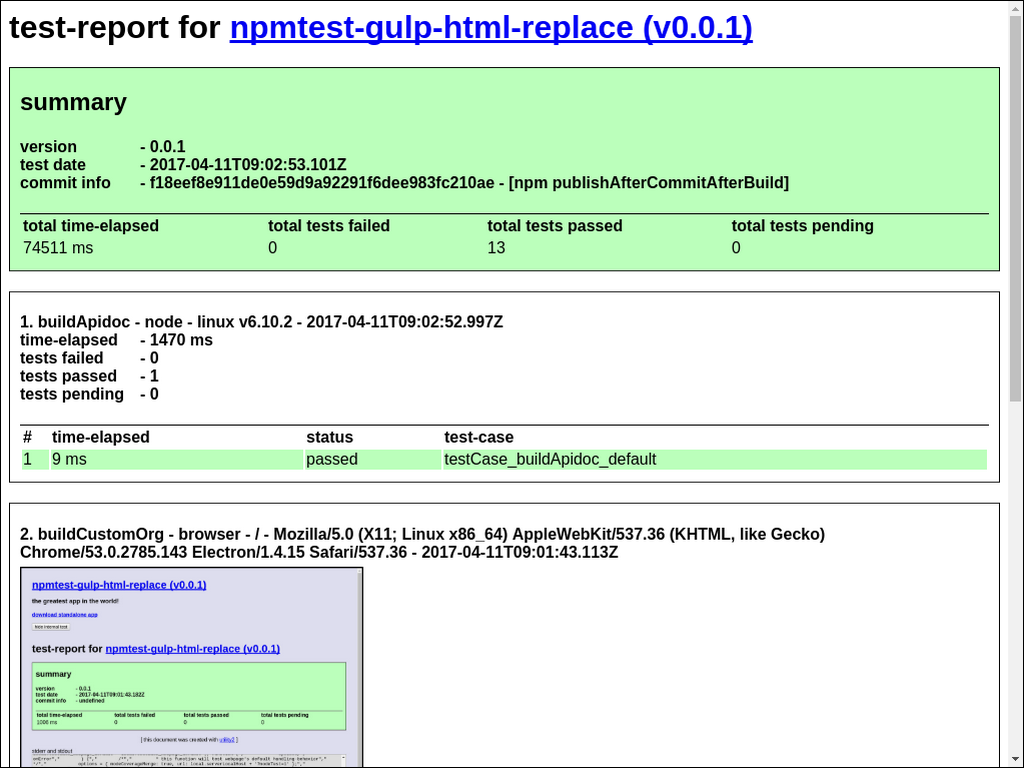 test-report for npmtest-gulp-html-replace (v0.0.1)
summary
version - 0.0.1
test date - 2017-04-11T09:02:53.101Z
commit info - f18eef8e911de0e59d9a92291f6dee983fc210ae - [npm publishAfterCommitAfterBuild]
total time-elapsed total tests failed total tests passed total tests pending
74511 ms 0 13 0
1. buildApidoc - node - linux v6.10.2 - 2017-04-11T09:02:52.997Z
time-elapsed - 1470 ms
tests failed - 0
tests passed - 1
tests pending - 0
# time-elapsed status test-case
1 9 ms passed testCase_buildApidoc_default
2. buildCustomOrg - browser - / - Mozilla/5.0 (X11; Linux x86_64) AppleWebKit/537.36 (KHTML, like Gecko)
Chrome/53.0.2785.143 Electron/1.4.15 Safari/537.36 - 2017-04-11T09:01:43.113Z
npmtest-gulp-html-replace (v0.0.1)
the greatest app in the world!
download standalone app
hide internal test
test-report for npmtest-gulp-html-replace (v0.0.1)
summary
version - 0.0.1
test date - 2017-04-11T09:01:43.182Z
commit info - undefined
total time-elapsed total tests failed total tests passed total tests pending
1006 ms 0 0 0
[ this document was created with utility2 ]
stderr and stdout
onError"," ) {"," /*"," * this function will test webpage's default handling behavior","